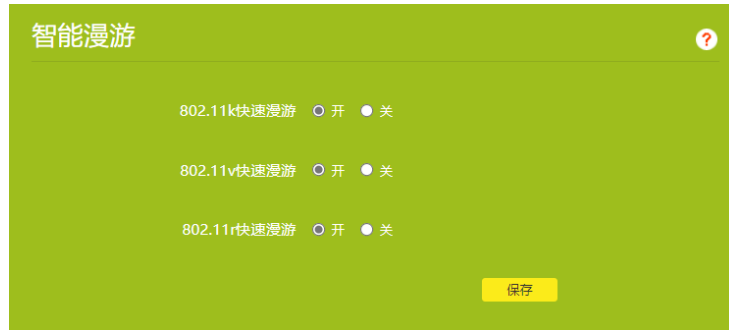 智能漫游
?
802.11k快速漫游 开 关
802.11v快速漫游 开 关
802.11r快速漫游 开 关
保存